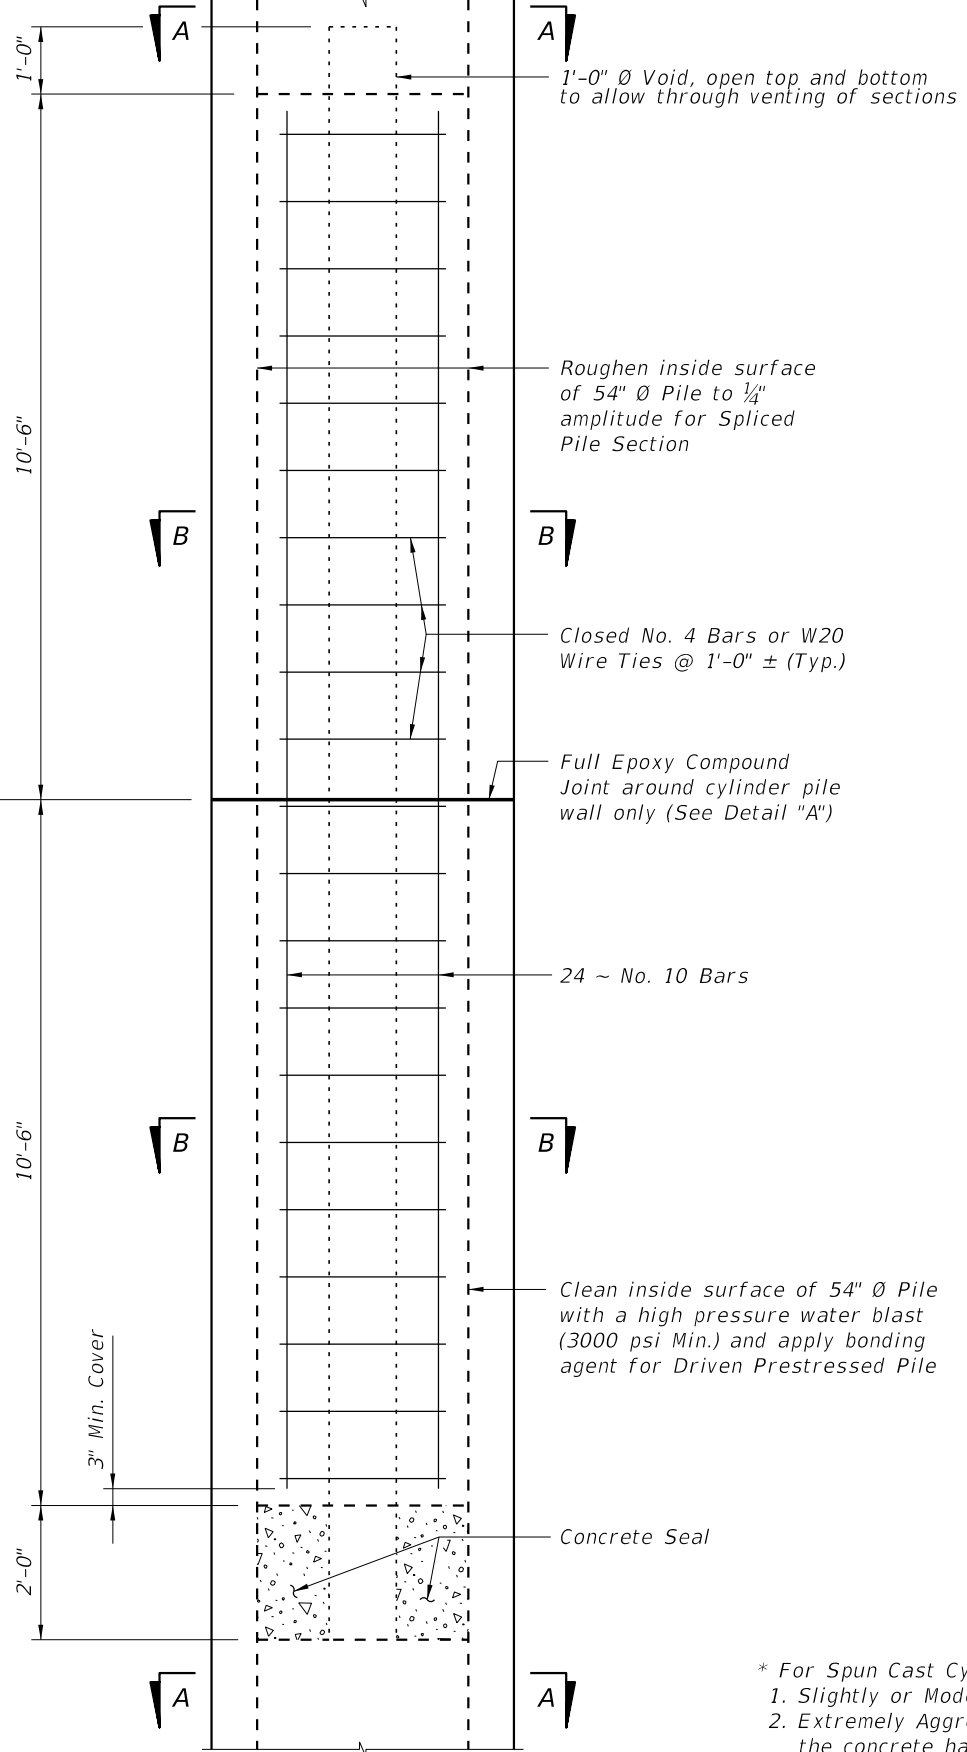 A
A
1'-0"
1'-0" Ø Void, open top and bottom
to allow through venting of sections
Roughen inside surface
of 54" Ø Pile to ¼"
amplitude for Spliced
Pile Section
10'-6"
B
B
Closed No. 4 Bars or W20
Wire Ties @ 1'-0" ± (Typ.)
Full Epoxy Compound
Joint around cylinder pile
wall only (See Detail "A")
24 ~ No. 10 Bars
10'-6"
B
B
Clean inside surface of 54" Ø Pile
with a high pressure water blast
(3000 psi Min.) and apply bonding
agent for Driven Prestressed Pile
3" Min. Cover
Concrete Seal
2'-0"
A
A
* For Spun Cast Cy
1. Slightly or Mod
2. Extremely Aggr
the concrete ha